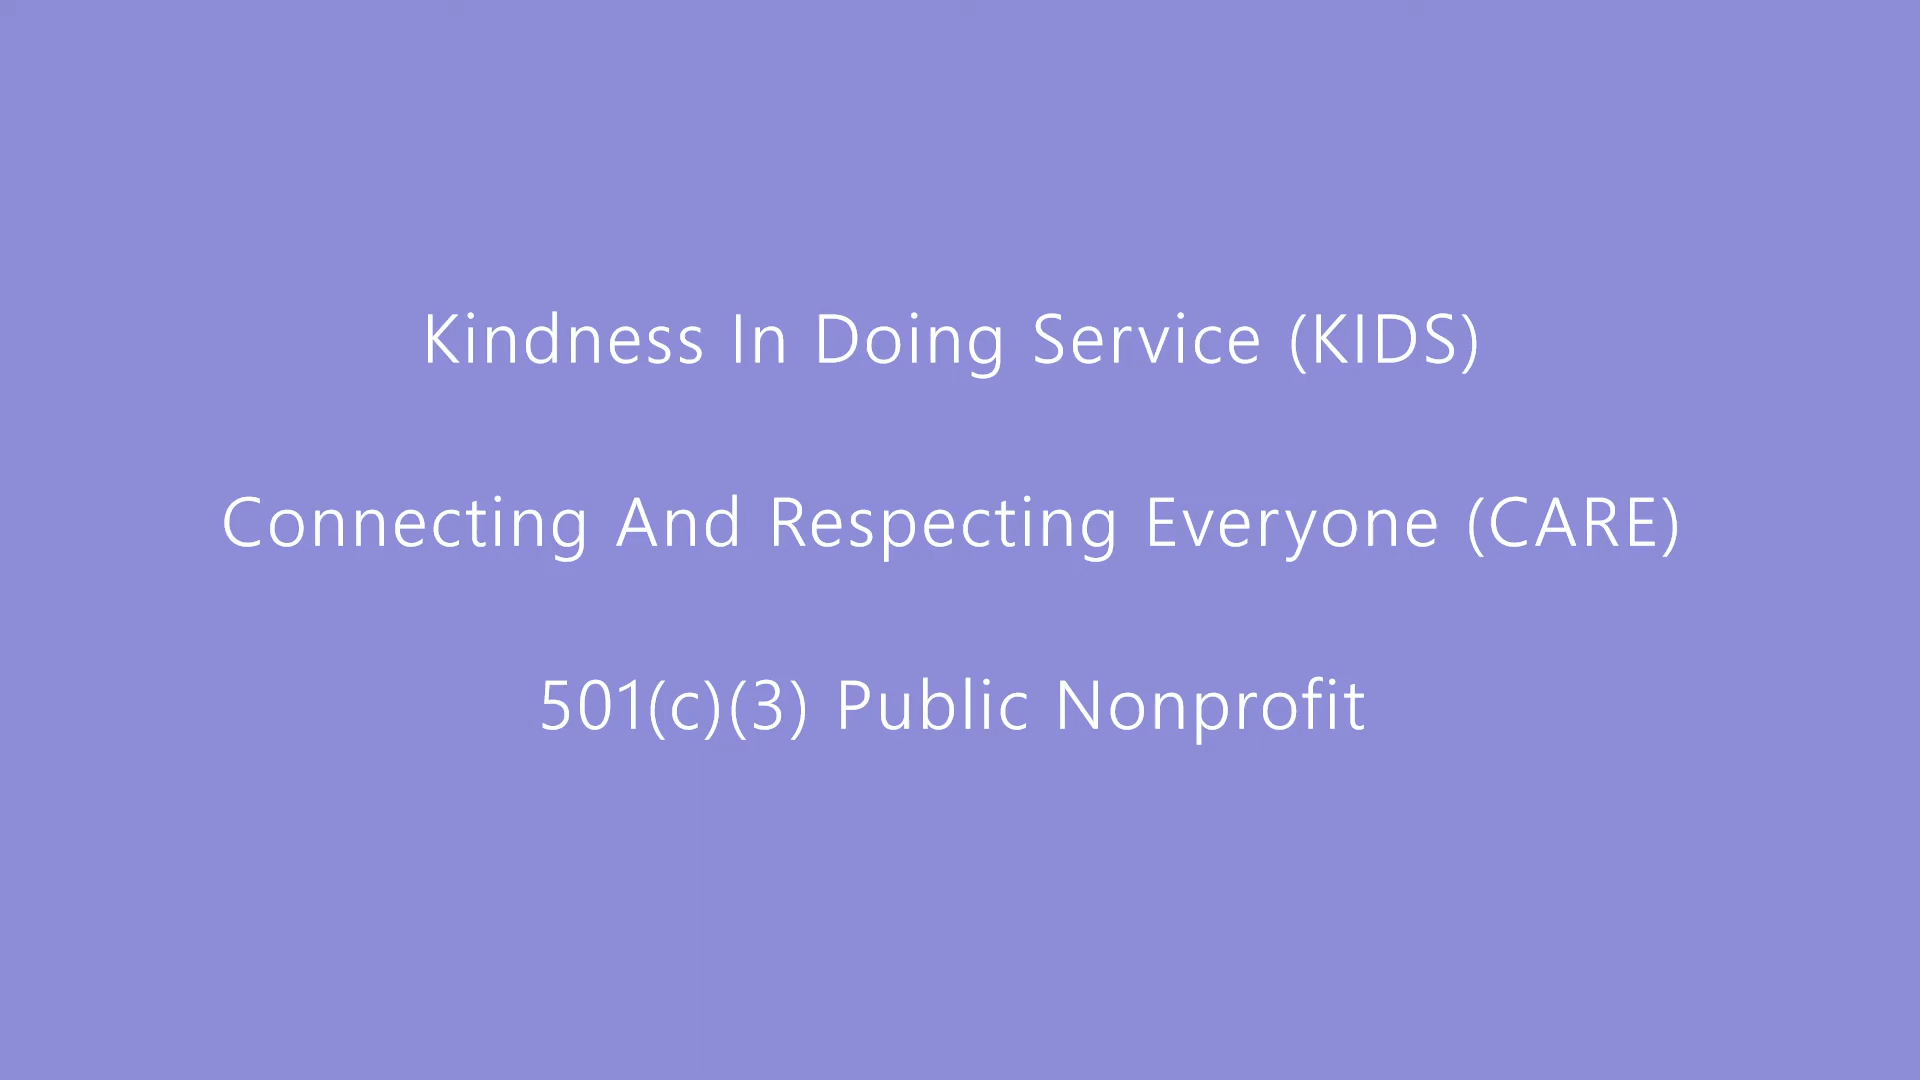 Kindness In Doing Service (KIDS)
Connecting And Respecting Everyone (CARE)
501(c)(3) Public Nonprofit